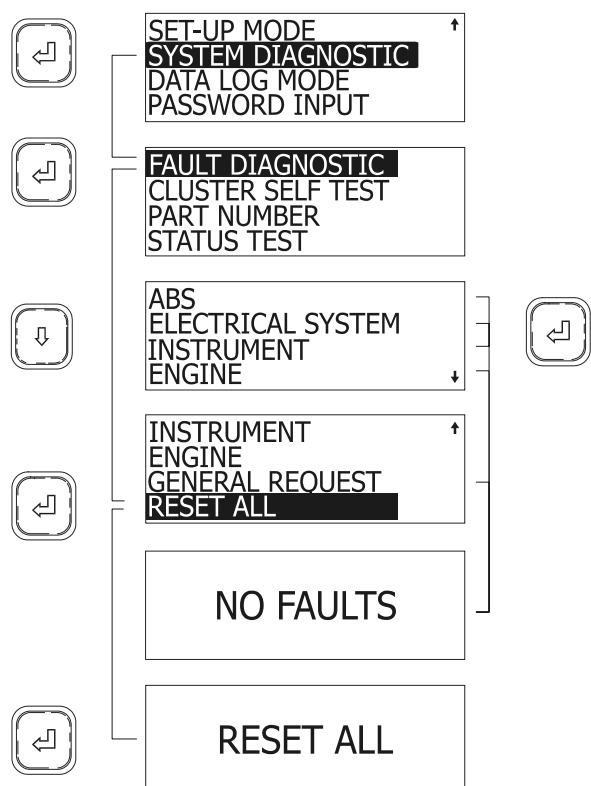 SET-UP MODE
SYSTEM DIAGNOSTIC
DATA LOG MODE
PASSWORD INPUT
FAULT DIAGNOSTIC
CLUSTER SELF TEST
PART NUMBER
STATUS TEST
ABS
ELECTRICAL SYSTEM
INSTRUMENT
ENGINE
INSTRUMENT
ENGINE
GENERAL REQUEST
RESET ALL
NO FAULTS
RESET ALL